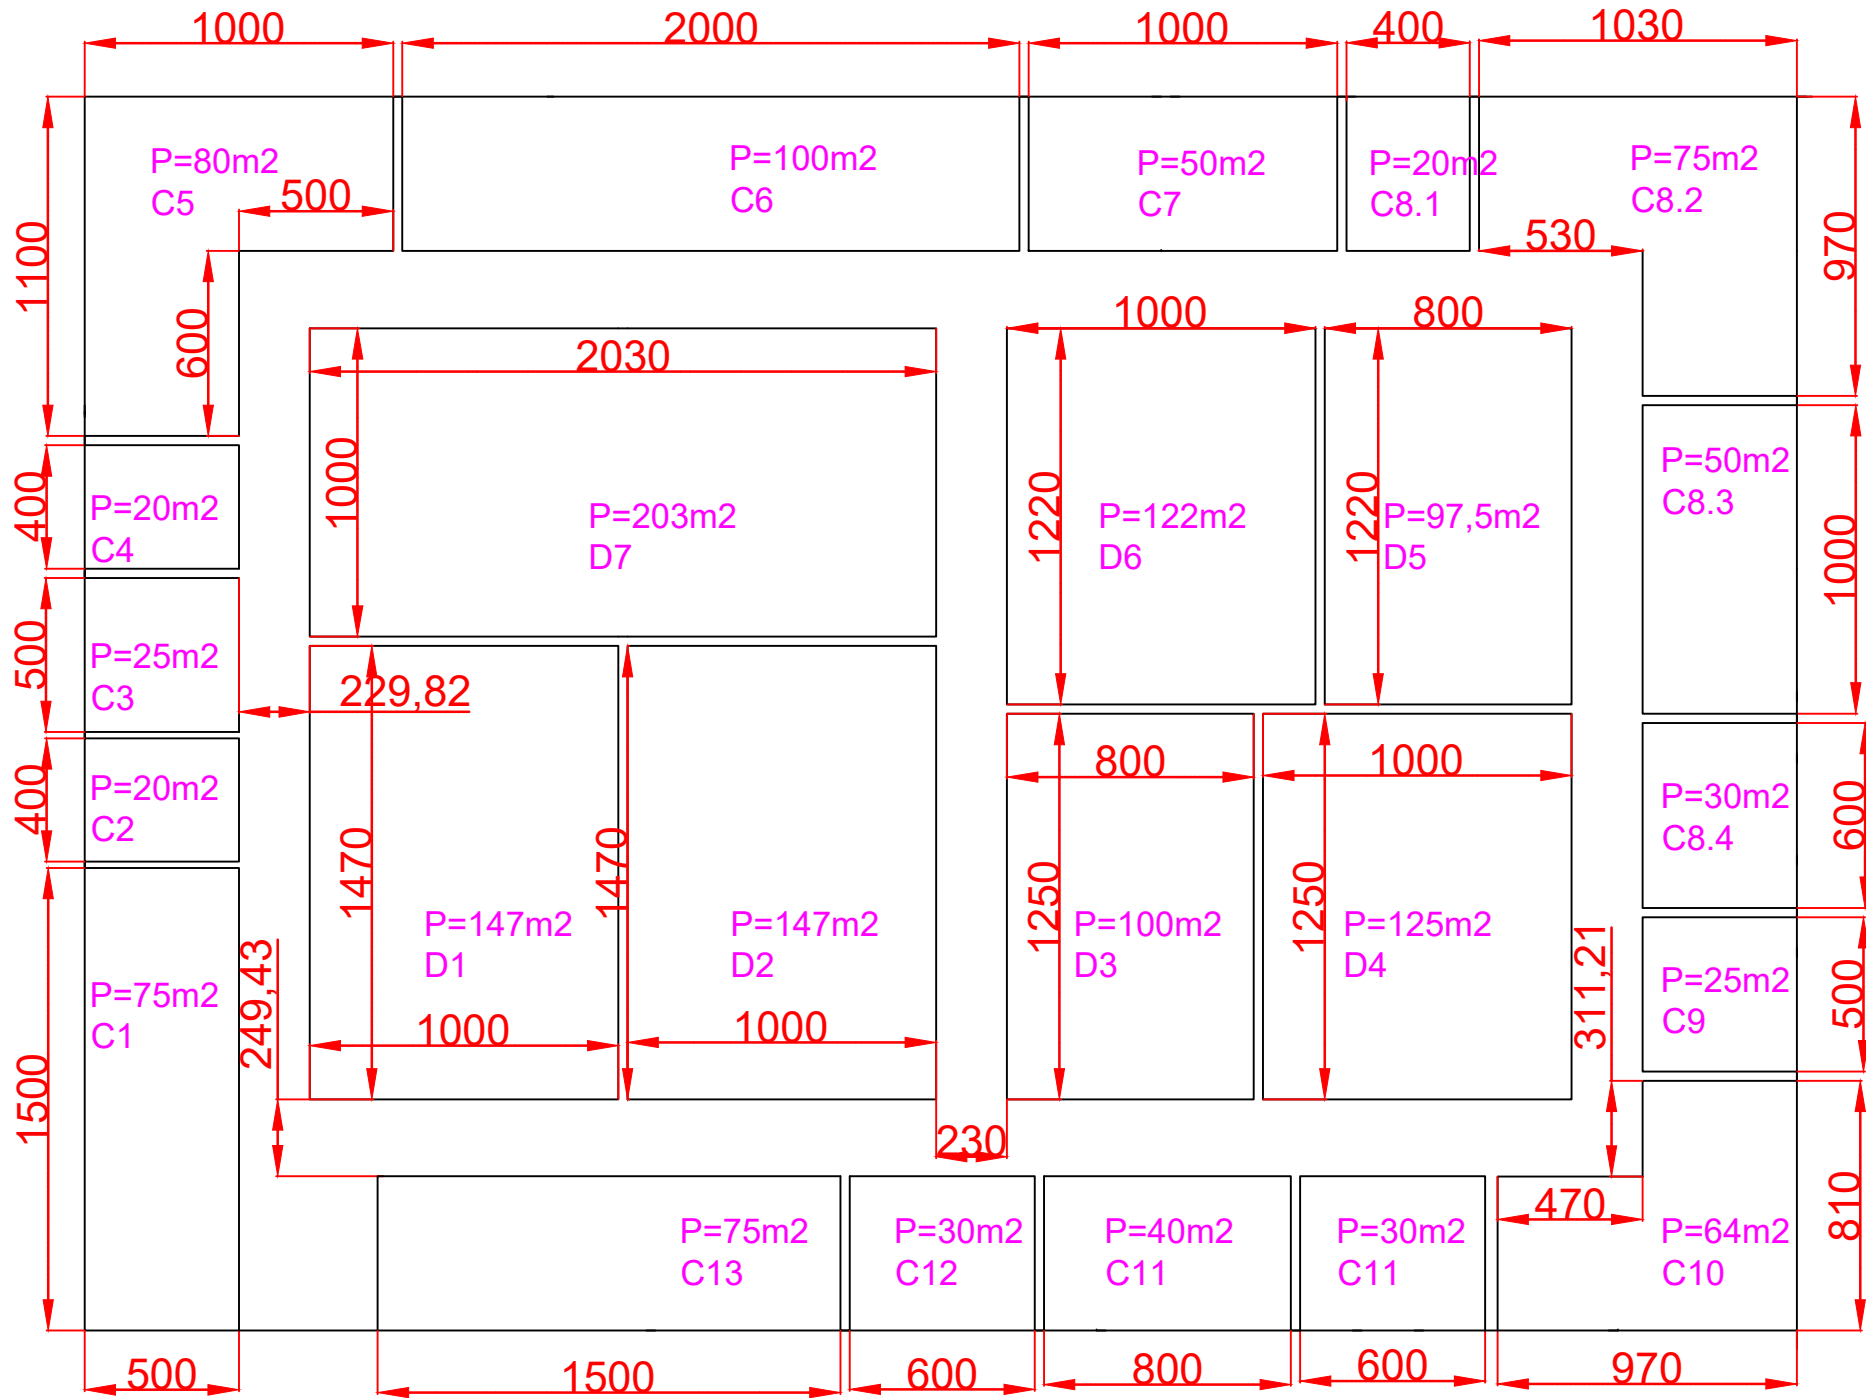 1000
2000
1000
400
1030
P=80m2
C5
P=100m2
C6
P=50m2
C7
P=20m2
C8.1
P=75m2
C8.2
500
530
1100
600
970
2030
1000
1000
800
P=203m2
D7
1220
P=122m2
D6
1220
P=97,5m2
D5
P=50m2
C8.3
1000
400
P=20m2
C4
500
P=25m2
C3
229,82
400
P=20m2
C2
800
1000
P=30m2
C8.4
600
1470
1470
1250
1250
P=147m2
D1
P=147m2
D2
P=100m2
D3
P=125m2
D4
P=75m2
C1
249,43
1000
1000
311,21
P=25m2
C9
500
1500
230
470
810
P=75m2
C13
P=30m2
C12
P=40m2
C11
P=30m2
C11
P=64m2
C10
500
1500
600
800
600
970